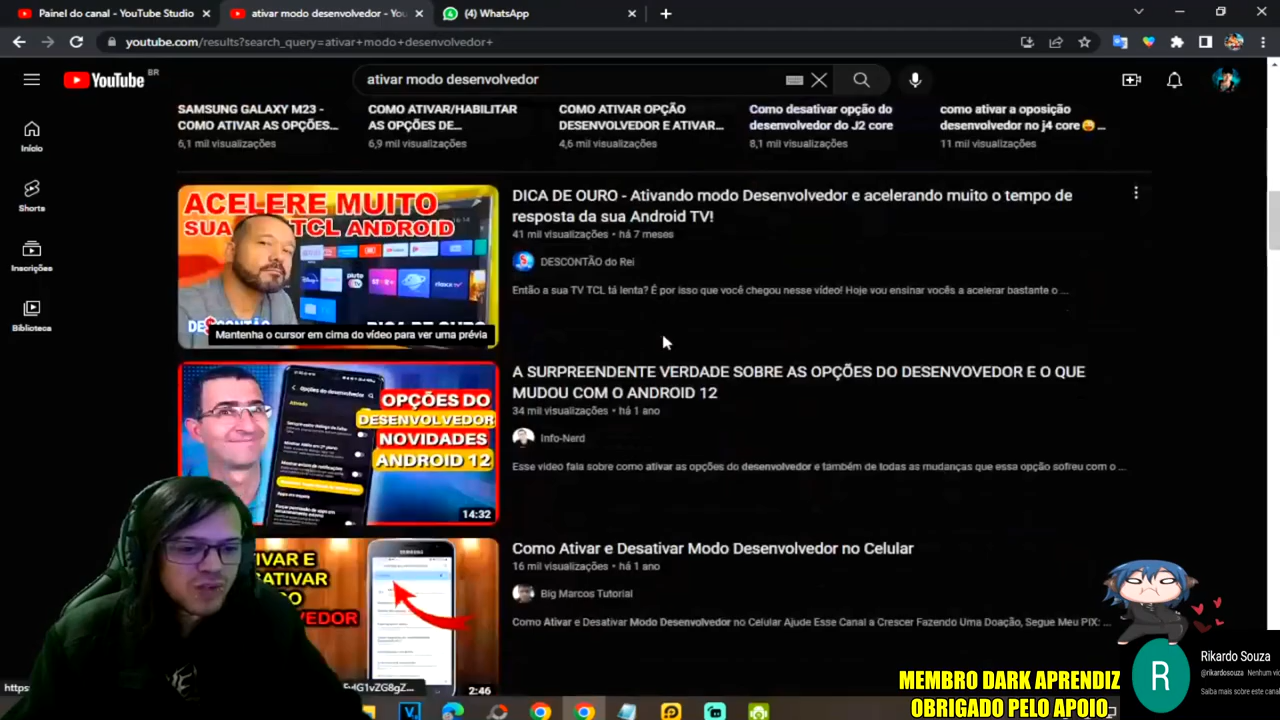 Painel do canal - YouTube Studio
ativar modo desenvolvedor - You
(4) WhatsApp
youtube.com/results?search_query=ativar+modo+desenvolvedor+
YouTube BR
ativar modo desenvolvedor
SAMSUNG GALAXY M23 -
COMO ATIVAR AS OPÇÕES...
6,1 mil visualizações
COMO ATIVAR/HABILITAR
AS OPÇÕES DE...
6,9 mil visualizações
COMO ATIVAR OPÇÃO
DESENVOLVEDOR E ATIVAR...
4,6 mil visualizações
Como desativar opção do
desenvolvedor do J2 core
8,1 mil visualizações
como ativar a oposição
desenvolvedor no j4 core😜...
11 mil visualizações
Início
Shorts
Inscrições
Biblioteca
ACELERE MUITO
SUA TCL ANDROID
Mantenha o cursor em cima do vídeo para ver uma prévia
DICA DE OURO - Ativando modo Desenvolvedor e acelerando muito o tempo de
resposta da sua Android TV!
41 mil visualizações • há 7 meses
DESCONTÃO do Rei
Então a sua TV TCL tá lenta? É por isso que você chegou nesse vídeo! Hoje vou ensinar vocês a acelerar bastante o ...
OPÇÕES DO
DESENVOLVEDOR
NOVIDADES
ANDROID 12
14:32
A SURPREENDENTE VERDADE SOBRE AS OPÇÕES DO DESENVOVEDOR E O QUE
MUDOU COM O ANDROID 12
34 mil visualizações • há 1 ano
Info-Nerd
Esse vídeo fala sobre como ativar as opções do desenvolvedor e também de todas as mudanças que essa opção sofreu com o ...
IVAR E
SATIVAR
DO
VEDOR
2:46
Como Ativar e Desativar Modo Desenvolvedor no Celular
16 mil visualizações • há 1 ano
Big Marcos Tutorial
Como Ativar e Desativar Modo Desenvolvedor no Celular Ajude Esse Canal a Crescer Fazendo Uma Doação, Segue Meu PIX: ...
MEMBRO DARK APRENDIZ
OBRIGADO PELO APOIO
R
Rikardo Souza
@rikardosouza Nenhum
Saiba mais sobre este canal